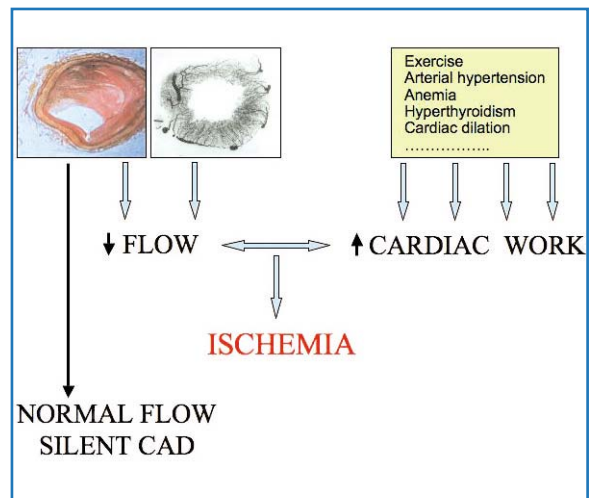 Exercise
Arterial hypertension
Anemia
Hyperthyroidism
Cardiac dilation
.................
FLOW
CARDIAC WORK
ISCHEMIA
NORMAL FLOW
SILENT CAD